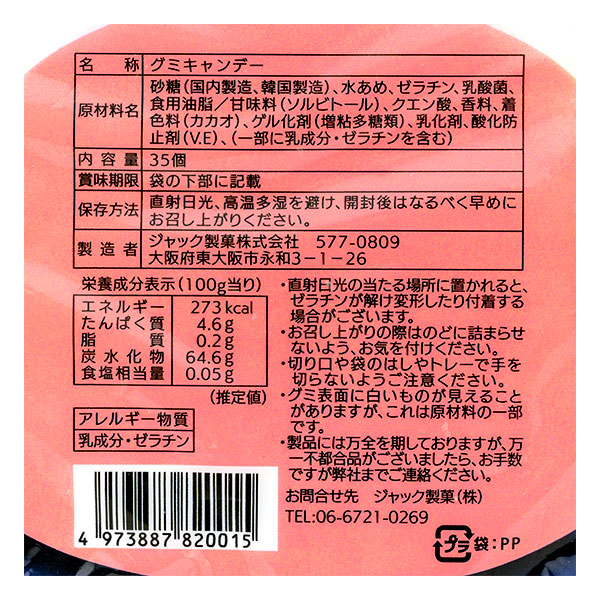 名称 グミキャンデー
原材料名 砂糖(国内製造、韓国製造)、水あめ、ゼラチン、乳酸菌、
食用油脂／甘味料(ソルビトール)、クエン酸、香料、着
色料(カカオ)、ゲル化剤(増粘多糖類)、乳化剤、酸化防
止剤(V.E)、(一部に乳成分・ゼラチンを含む)
内容量 35個
賞味期限 袋の下部に記載
保存方法 直射日光、高温多湿を避け、開封後はなるべく早めに
お召し上がりください。
製造者 ジャック製菓株式会社 577-0809
大阪府東大阪市永和3-1-26
栄養成分表示(100g当り)
エネルギー 273kcal
たんぱく質 4.6g
脂質 0.2g
炭水化物 64.6g
食塩相当量 0.05g
(推定値)
アレルギー物質
乳成分・ゼラチン
4 973887 820015
・直射日光の当たる場所に置かれると、
ゼラチンが解け変形したり付着する
場合がございます。
・お召し上がりの際はのどに詰まらせ
ないよう、お気を付けください。
・切り口や袋のはしやトレーで手を
切らないようご注意ください。
・グミ表面に白いものが見えること
がありますが、これは原材料の一部
です。
・製品には万全を期しておりますが、万
一不都合品がございましたら、お手数
ですが弊社までご連絡ください。
お問合せ先 ジャック製菓(株)
TEL:06-6721-0269
プラ 袋:PP